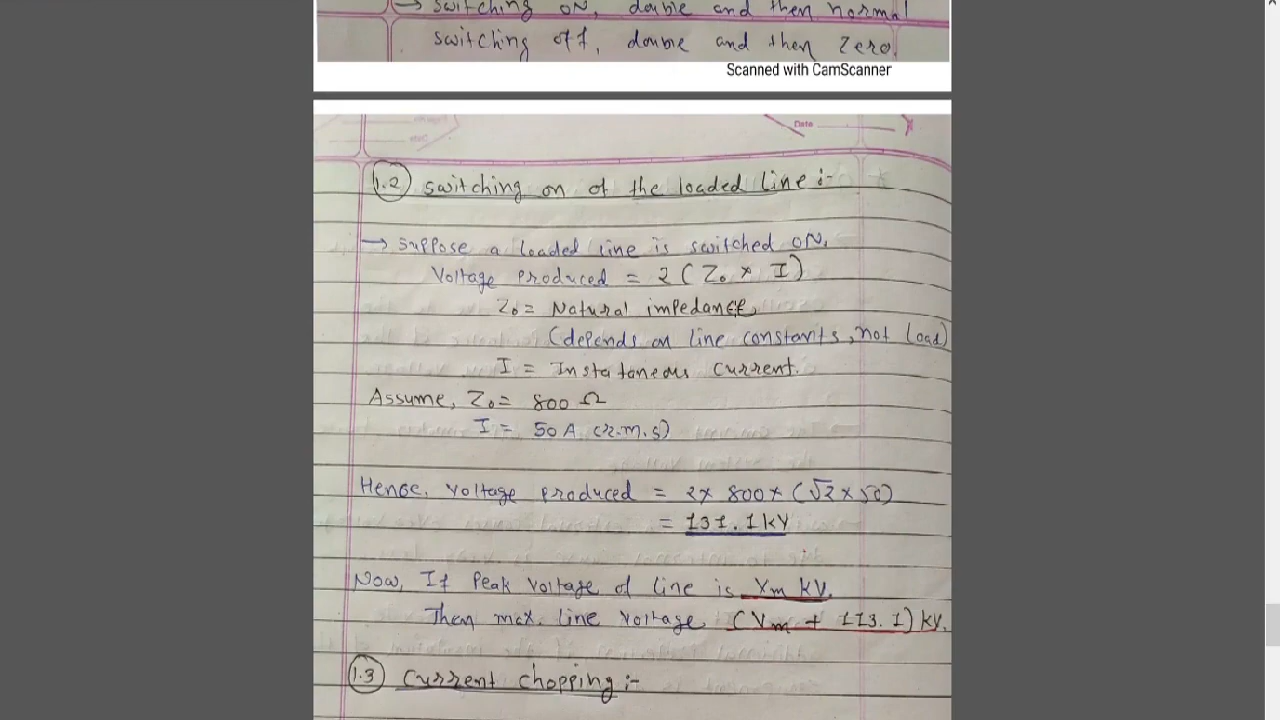 → switching ON, double and then normal
switching off, double and then zero.
Scanned with CamScanner
Date
1.2 switching on of the loaded line :-
→ suppose a loaded line is switched ON,
Voltage produced = 2 ( Z₀ × I )
Z₀ = Natural impedance,
(depends on line constants, not load)
I = Instataneous current.
Assume, Z₀ = 800 Ω
I = 50 A (r.m.s)
Hence, voltage produced = 2 × 800 × (√2 × 50)
= 131.1 kV
Now, If peak voltage of line is Vm kV.
Then max. line voltage (Vm + 113.1) kV.
1.3 Current chopping :-